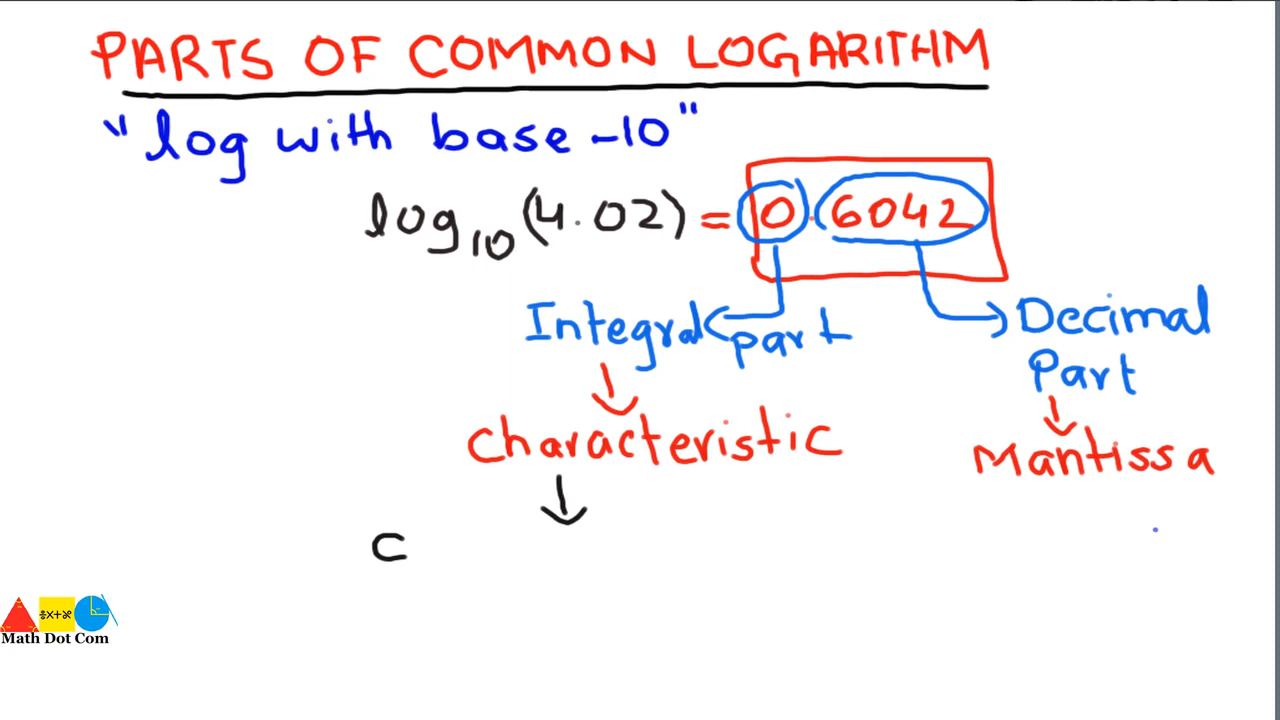 PARTS OF COMMON LOGARITHM
"log with base -10"
log₁₀(4.02) = 0.6042
Integral part
Decimal
Part
Characteristic
Mantissa
C
÷x+
Math Dot Com